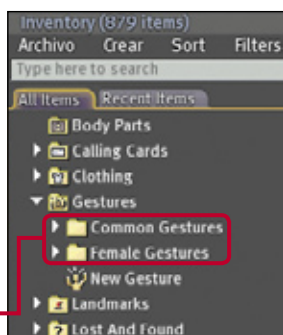 Inventory (879 items)
Archivo Crear Sort Filters
Type here to search
All Items Recent Items
Body Parts
Calling Cards
Clothing
Gestures
Common Gestures
Female Gestures
New Gesture
Landmarks
Lost And Found